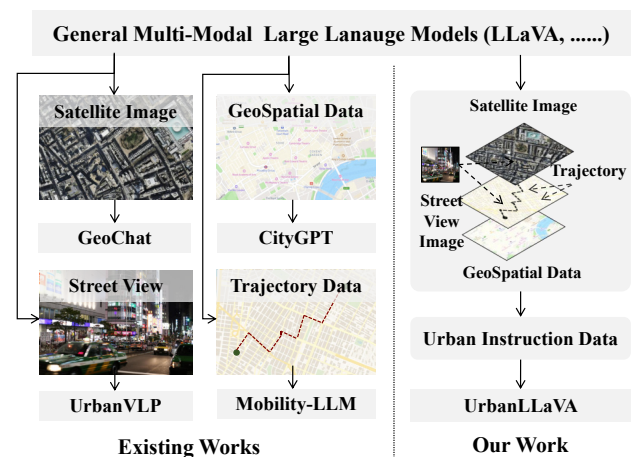 General Multi-Modal Large Lanauge Models (LLaVA, ......)
Satellite Image
GeoChat
GeoSpatial Data
CityGPT
Street View
UrbanVLP
Trajectory Data
Mobility-LLM
Existing Works
Satellite Image
Trajectory
Street
View
Image
GeoSpatial Data
Urban Instruction Data
UrbanLLaVA
Our Work